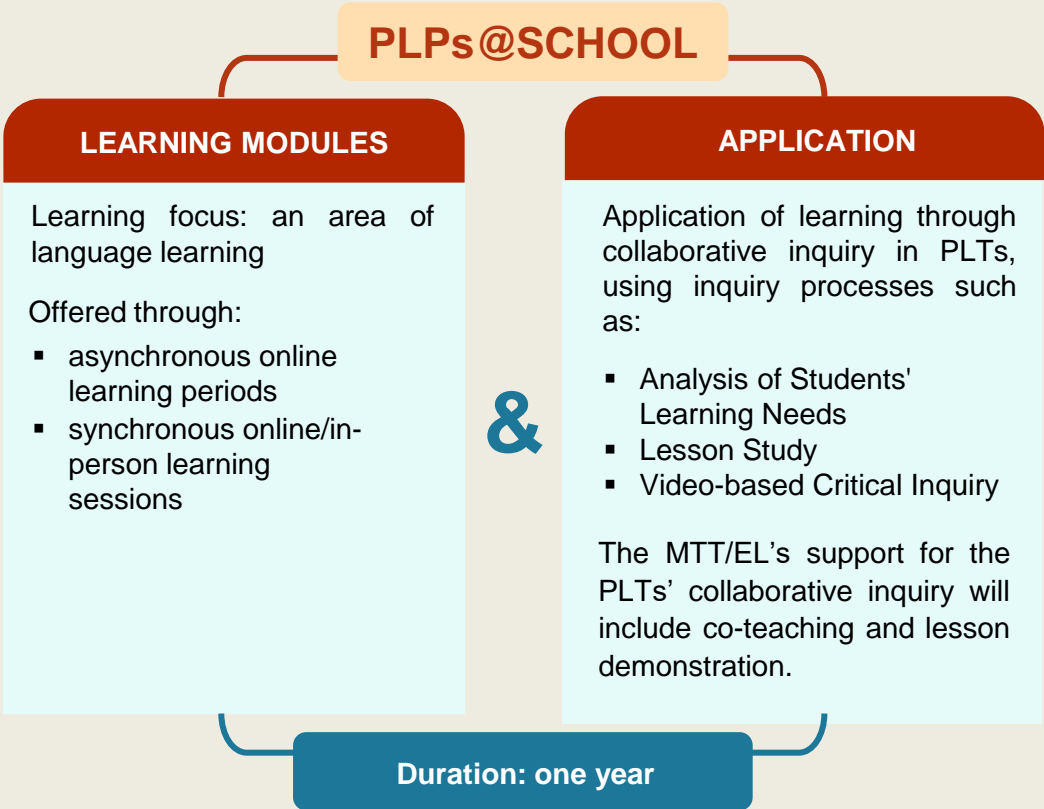 PLPs@SCHOOL
LEARNING MODULES
Learning focus: an area of
language learning
Offered through:
▪ asynchronous online
learning periods
▪ synchronous online/in-
person learning
sessions
&
APPLICATION
Application of learning through
collaborative inquiry in PLTs,
using inquiry processes such
as:
▪ Analysis of Students'
Learning Needs
▪ Lesson Study
▪ Video-based Critical Inquiry
The MTT/EL’s support for the
PLTs’ collaborative inquiry will
include co-teaching and lesson
demonstration.
Duration: one year